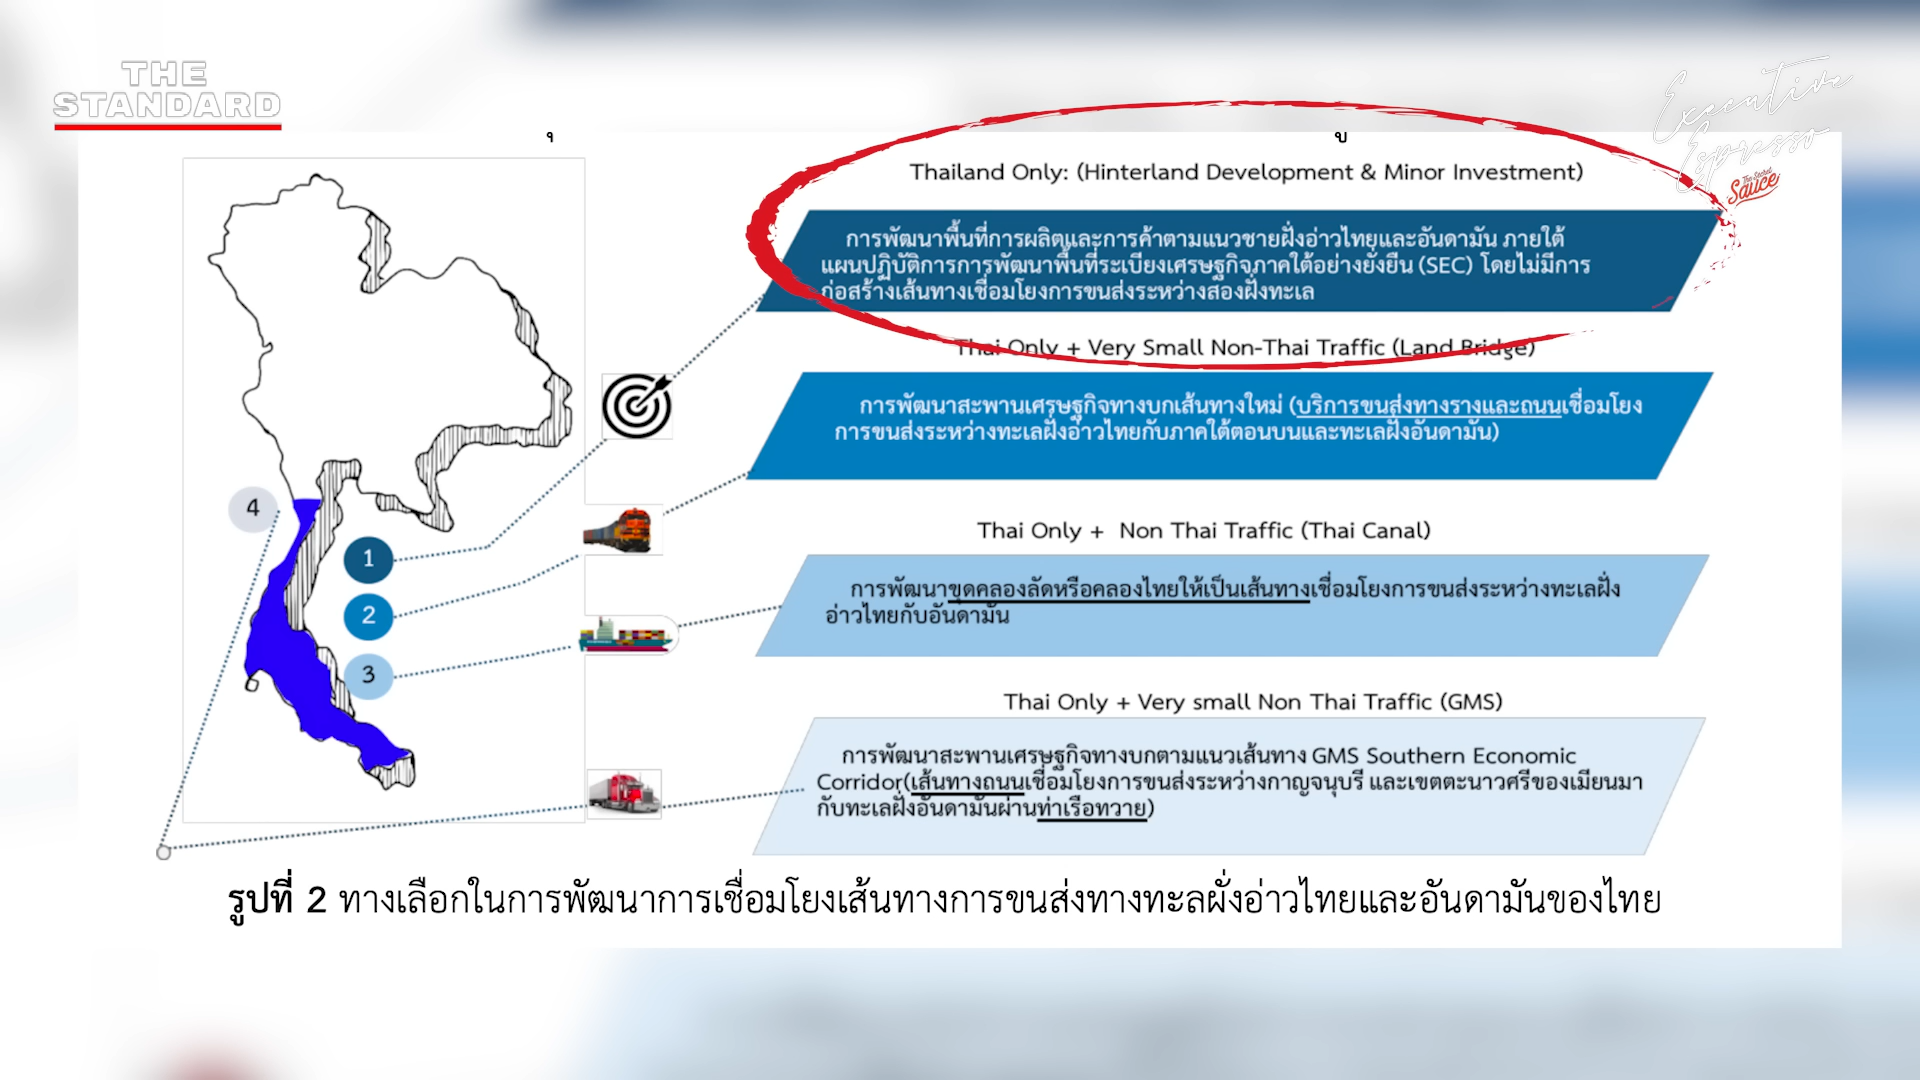 THE
STANDARD
Executive
Espresso
The Secret
Sauce
Thailand Only: (Hinterland Development & Minor Investment)
การพัฒนาพื้นที่การผลิตและการค้าตามแนวชายฝั่งอ่าวไทยและอันดามัน ภายใต้
แผนปฏิบัติการการพัฒนาพื้นที่ระเบียงเศรษฐกิจภาคใต้อย่างยั่งยืน (SEC) โดยไม่มีการ
ก่อสร้างเส้นทางเชื่อมโยงการขนส่งระหว่างสองฝั่งทะเล
Thai Only + Very Small Non-Thai Traffic (Land Bridge)
การพัฒนาสะพานเศรษฐกิจทางบกเส้นทางใหม่ (บริการขนส่งทางรางและถนนเชื่อมโยง
การขนส่งระหว่างทะเลฝั่งอ่าวไทยกับภาคใต้ตอนบนและทะเลฝั่งอันดามัน)
4
1
2
3
Thai Only + Non Thai Traffic (Thai Canal)
การพัฒนาขุดคลองลัดหรือคลองไทยให้เป็นเส้นทางเชื่อมโยงการขนส่งระหว่างทะเลฝั่ง
อ่าวไทยกับอันดามัน
Thai Only + Very small Non Thai Traffic (GMS)
การพัฒนาสะพานเศรษฐกิจทางบกตามแนวเส้นทาง GMS Southern Economic
Corridor(เส้นทางถนนเชื่อมโยงการขนส่งระหว่างกาญจนบุรี และเขตตะนาวศรีของเมียนมา
กับทะเลฝั่งอันดามันผ่านท่าเรือทวาย)
รูปที่ 2 ทางเลือกในการพัฒนาการเชื่อมโยงเส้นทางการขนส่งทางทะลฝั่งอ่าวไทยและอันดามันของไทย